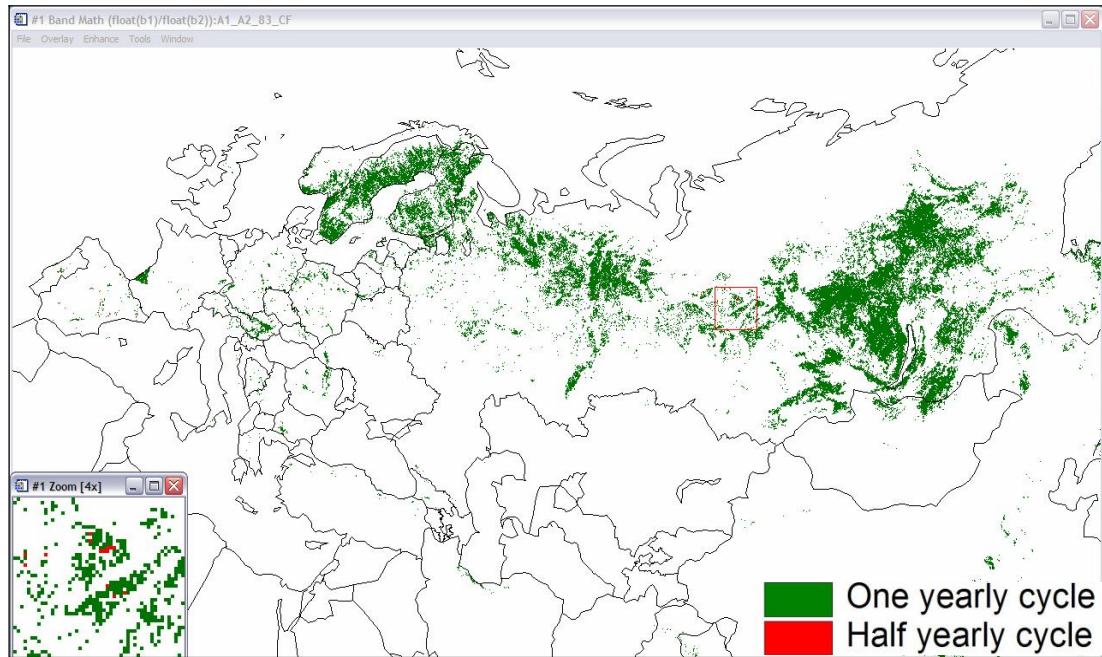 #1 Band Math (float(b1)/float(b2)):A1_A2_83_CF
File Overlay Enhance Tools Window
#1 Zoom [4x]
One yearly cycle
Half yearly cycle